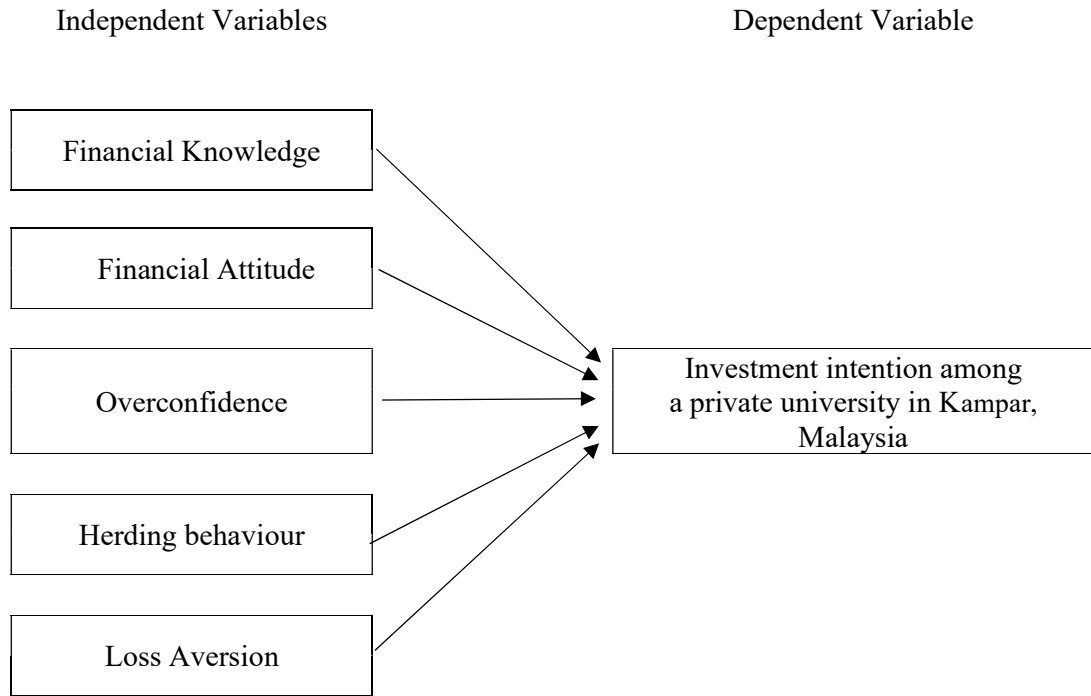 Independent Variables
Dependent Variable
Financial Knowledge
Financial Attitude
Overconfidence
Herding behaviour
Loss Aversion
Investment intention among
a private university in Kampar,
Malaysia